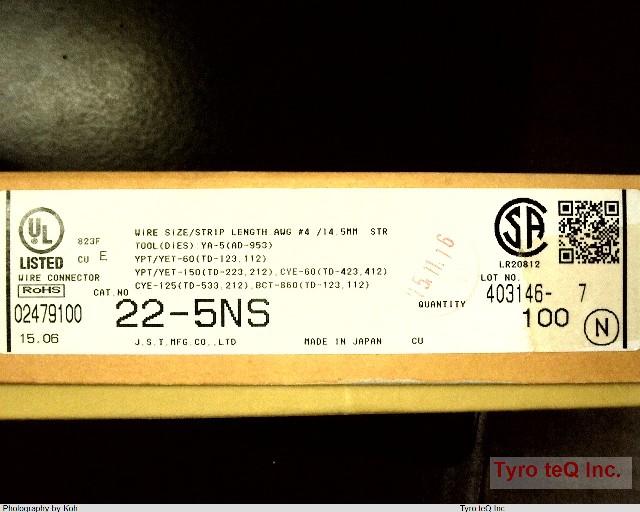 UL
LISTED
823F
CU E
WIRE CONNECTOR
RoHS
WIRE SIZE/STRIP LENGTH AWG #4 /14.5MM STR
TOOL(DIES) YA-5(AD-953)
YPT/YET-60(TD-123,112)
YPT/YET-150(TD-223,212),CYE-60(TD-423,412)
CYE-125(TD-533,212),BCT-860(TD-123,112)
LR20812
LOT NO.
403146- 7
CAT.NO
02479100
22-5NS
QUANTITY
100
N
15.06
J.S.T.MFG.CO.,LTD
MADE IN JAPAN
CU
15.11.16
Tyro teQ Inc.
Photography by Koh
Tyro teQ Inc